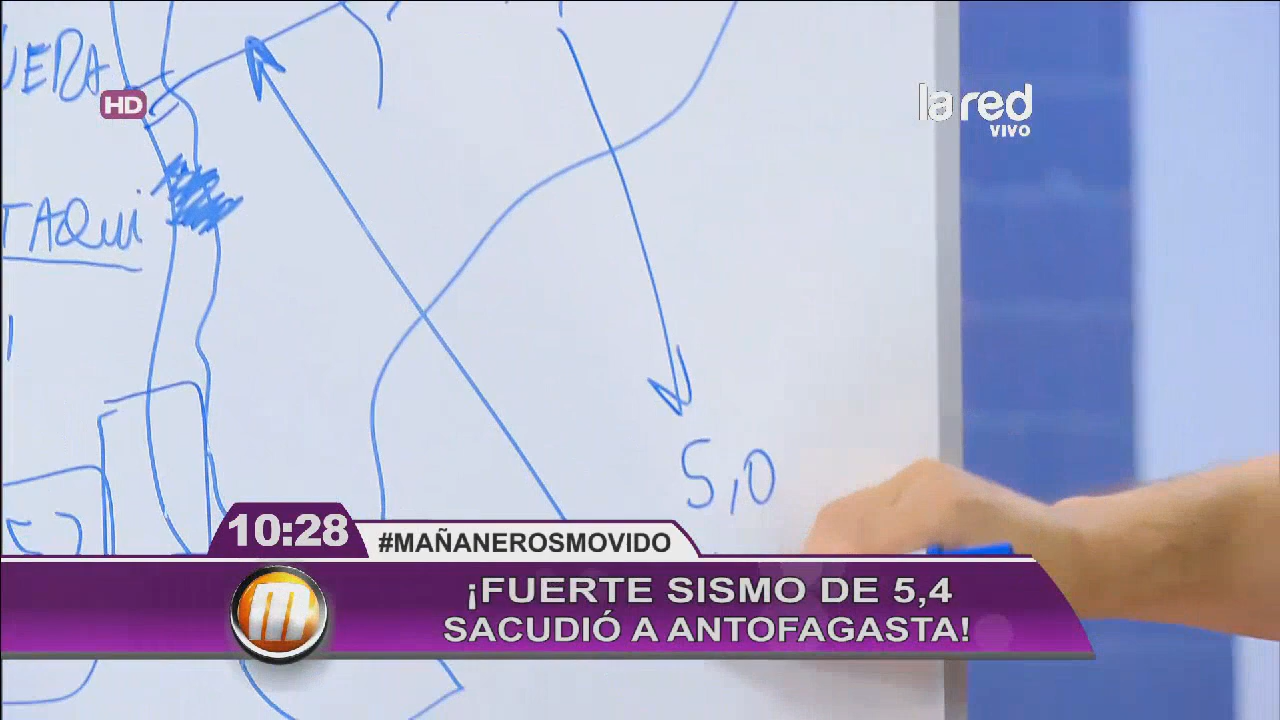 UERA
HD
la red
VIVO
TAQUI
5,0
10:28
#MAÑANEROSMOVIDO
¡FUERTE SISMO DE 5,4
SACUDIÓ A ANTOFAGASTA!